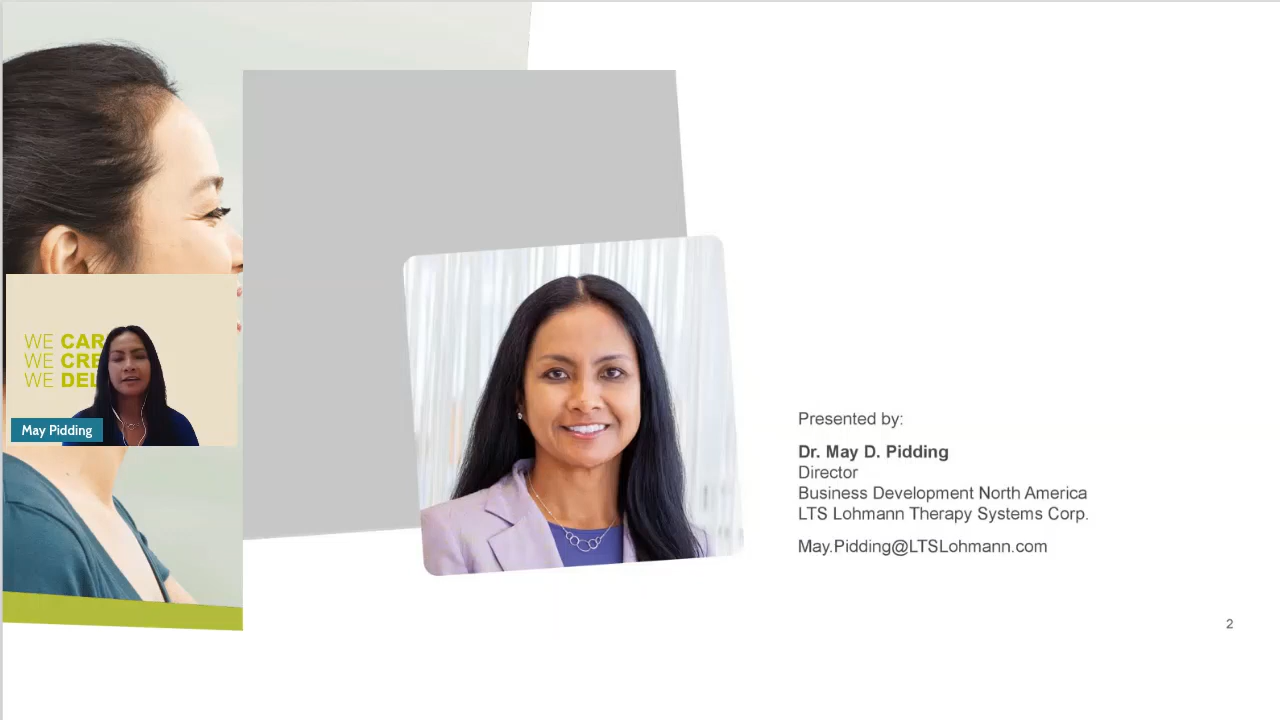 WE CAR
WE CRE
WE DEL
May Pidding
Presented by:
Dr. May D. Pidding
Director
Business Development North America
LTS Lohmann Therapy Systems Corp.
May.Pidding@LTSLohmann.com
2